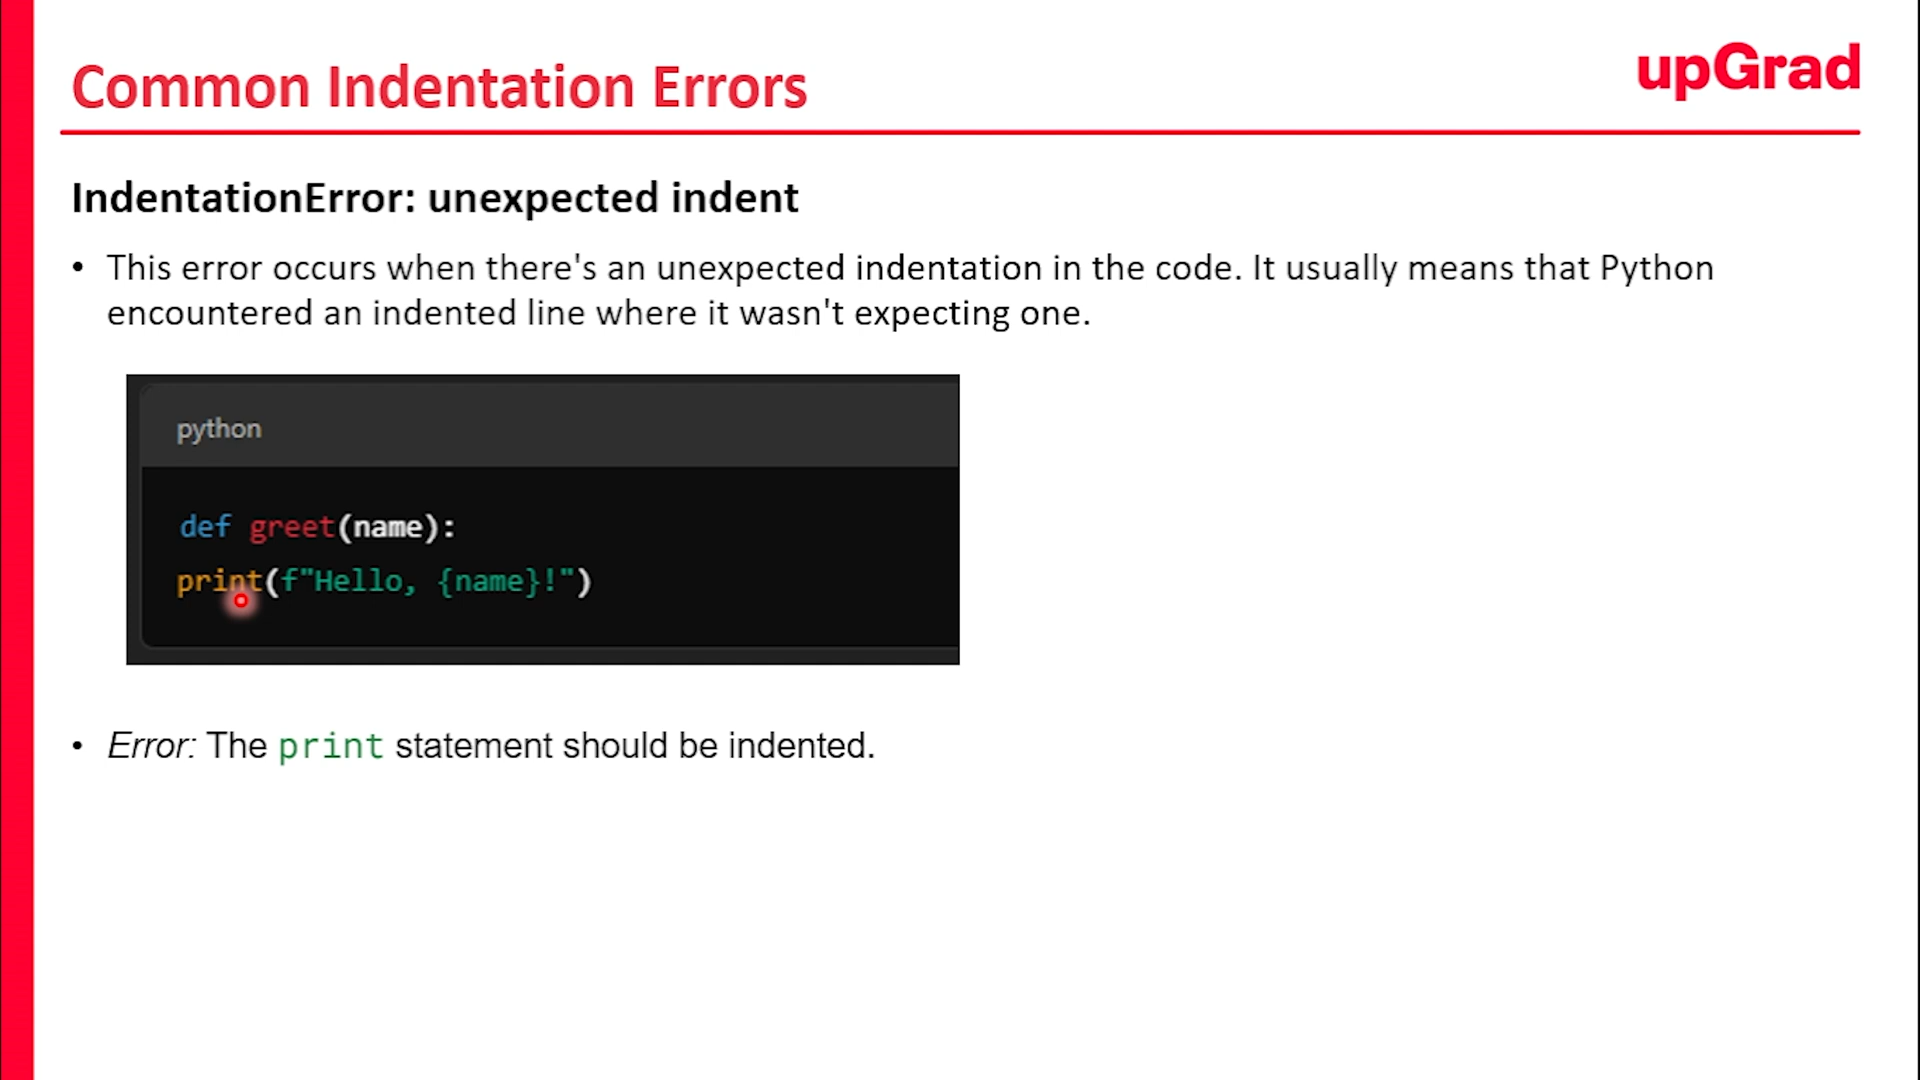 Common Indentation Errors
upGrad
IndentationError: unexpected indent
• This error occurs when there's an unexpected indentation in the code. It usually means that Python
encountered an indented line where it wasn't expecting one.
python
def greet(name):
print(f"Hello, {name}!")
• Error: The print statement should be indented.